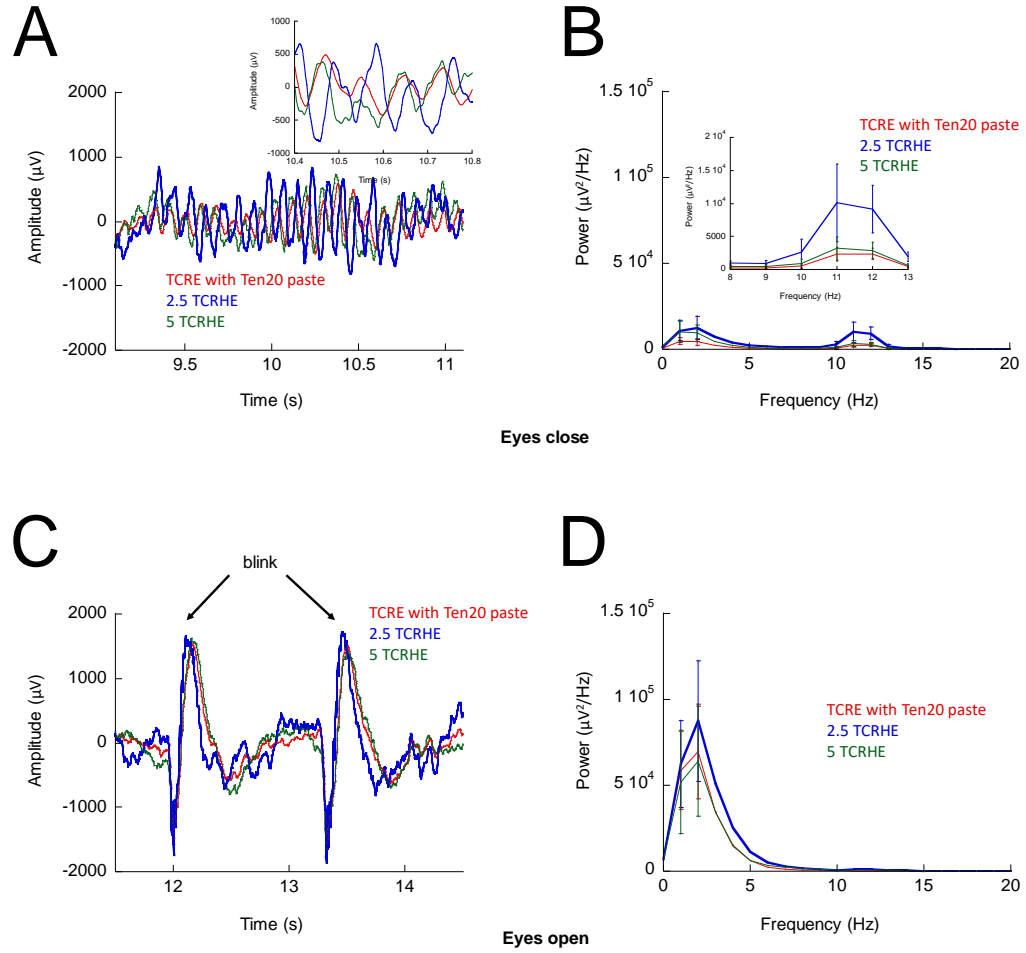 A
B
1000
500
0
-500
-1000
Amplitude (µV)
10.4 10.5 10.6 10.7 10.8
Time (s)
2000
1000
0
-1000
-2000
Amplitude (µV)
9.5 10 10.5 11
Time (s)
TCRE with Ten20 paste
2.5 TCRHE
5 TCRHE
1.5 10^5
1 10^5
5 10^4
0
Power (µV²/Hz)
0 5 10 15 20
Frequency (Hz)
TCRE with Ten20 paste
2.5 TCRHE
5 TCRHE
2 10^4
1.5 10^4
1 10^4
5000
0
Power (µV²/Hz)
8 9 10 11 12 13
Frequency (Hz)
Eyes close
C
D
blink
2000
1000
0
-1000
-2000
Amplitude (µV)
12 13 14
Time (s)
TCRE with Ten20 paste
2.5 TCRHE
5 TCRHE
1.5 10^5
1 10^5
5 10^4
0
Power (µV²/Hz)
0 5 10 15 20
Frequency (Hz)
TCRE with Ten20 paste
2.5 TCRHE
5 TCRHE
Eyes open